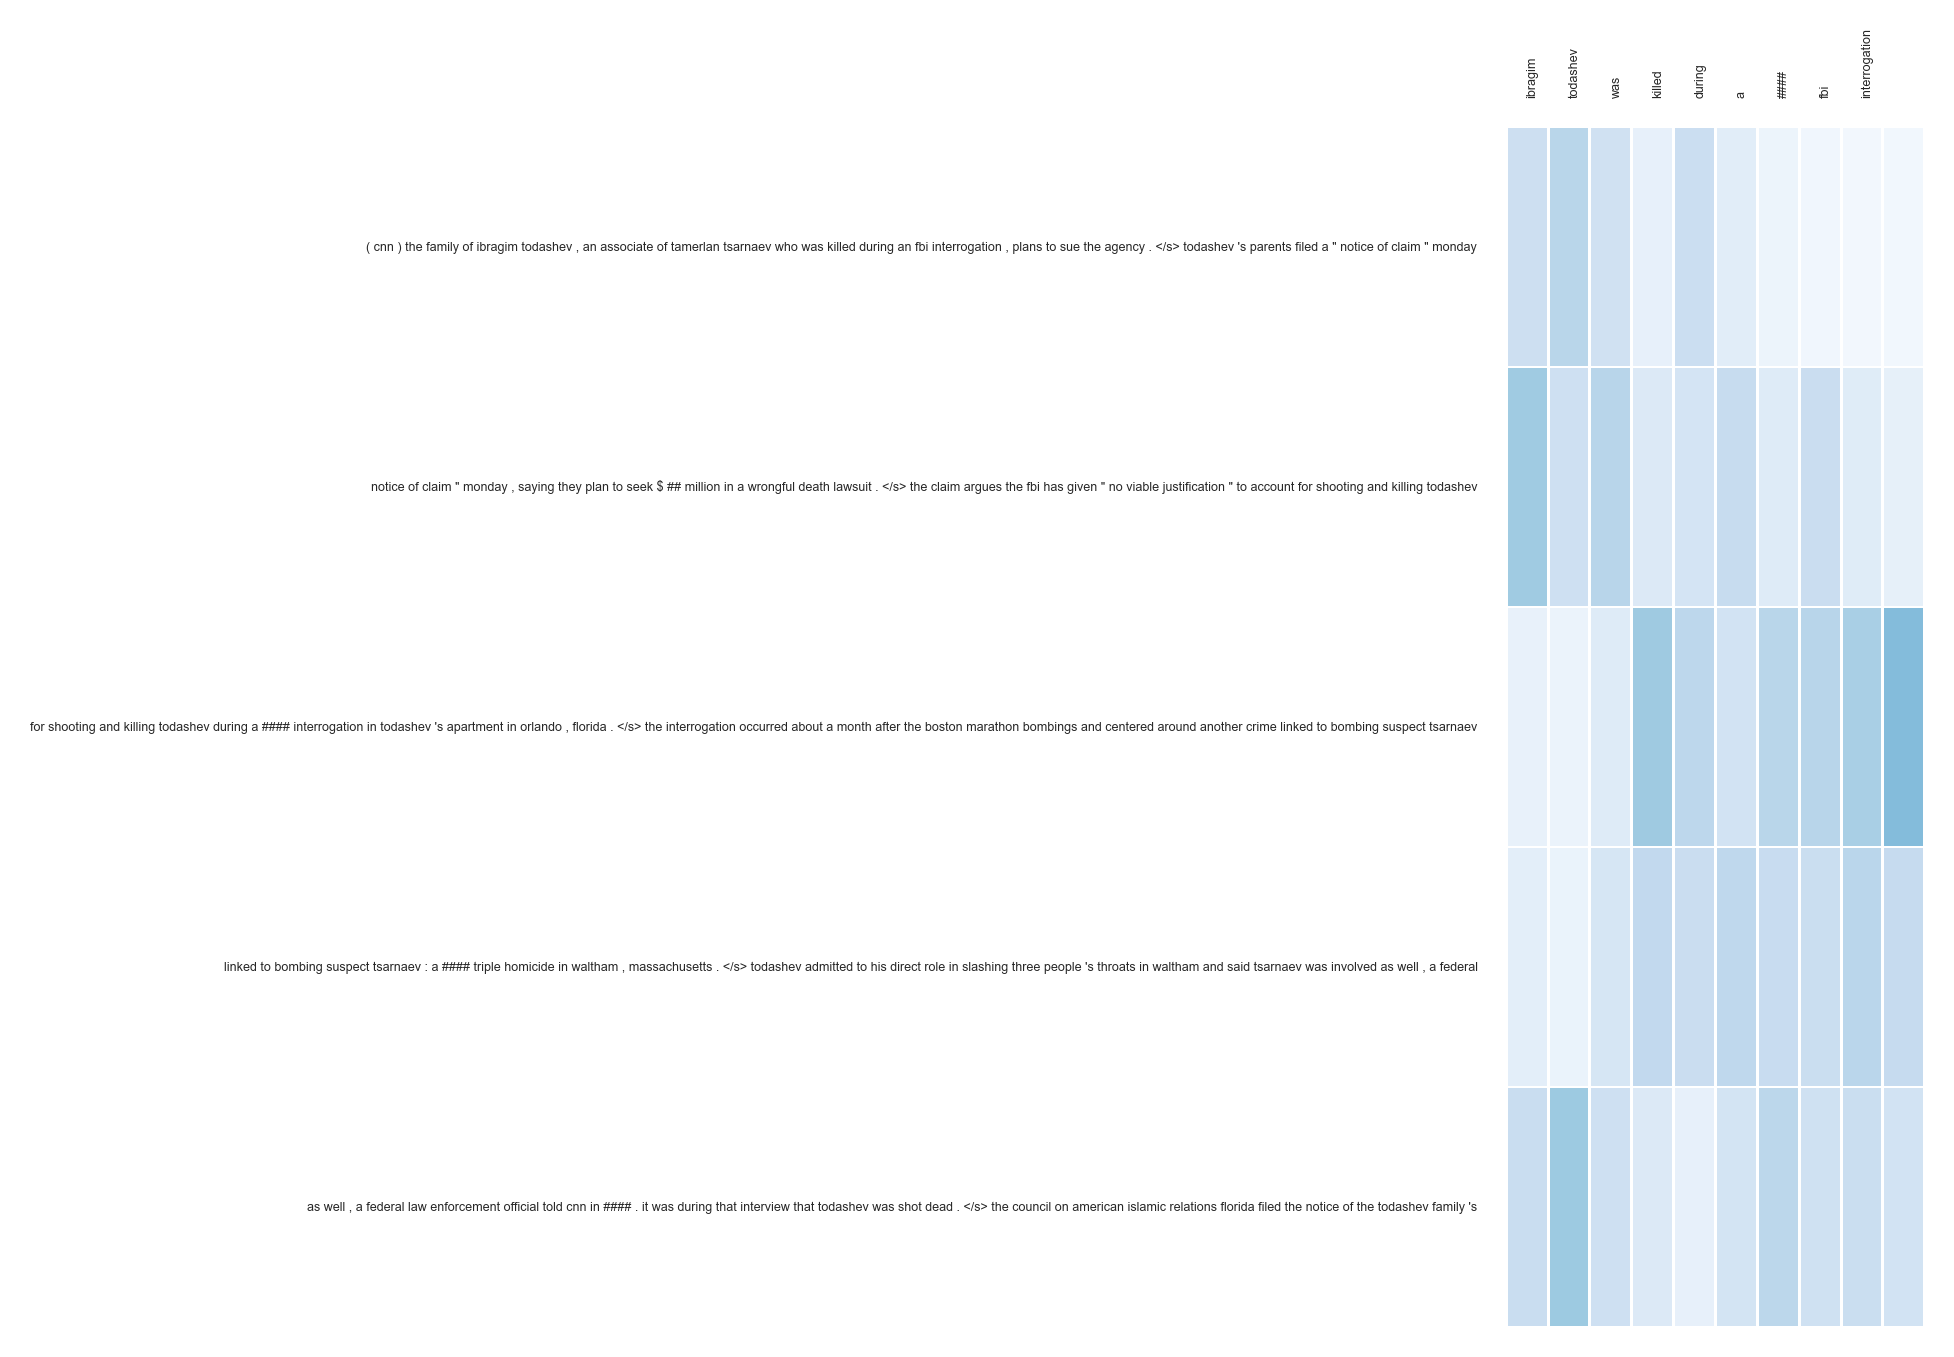 ibragim
todashev
was
killed
during
a
####
fbi
interrogation
( cnn ) the family of ibragim todashev , an associate of tamerlan tsarnaev who was killed during an fbi interrogation , plans to sue the agency . </s> todashev 's parents filed a " notice of claim " monday
notice of claim " monday , saying they plan to seek $ ## million in a wrongful death lawsuit . </s> the claim argues the fbi has given " no viable justification " to account for shooting and killing todashev
for shooting and killing todashev during a #### interrogation in todashev 's apartment in orlando , florida . </s> the interrogation occurred about a month after the boston marathon bombings and centered around another crime linked to bombing suspect tsarnaev
linked to bombing suspect tsarnaev : a #### triple homicide in waltham , massachusetts . </s> todashev admitted to his direct role in slashing three people 's throats in waltham and said tsarnaev was involved as well , a federal
as well , a federal law enforcement official told cnn in #### . it was during that interview that todashev was shot dead . </s> the council on american islamic relations florida filed the notice of the todashev family 's